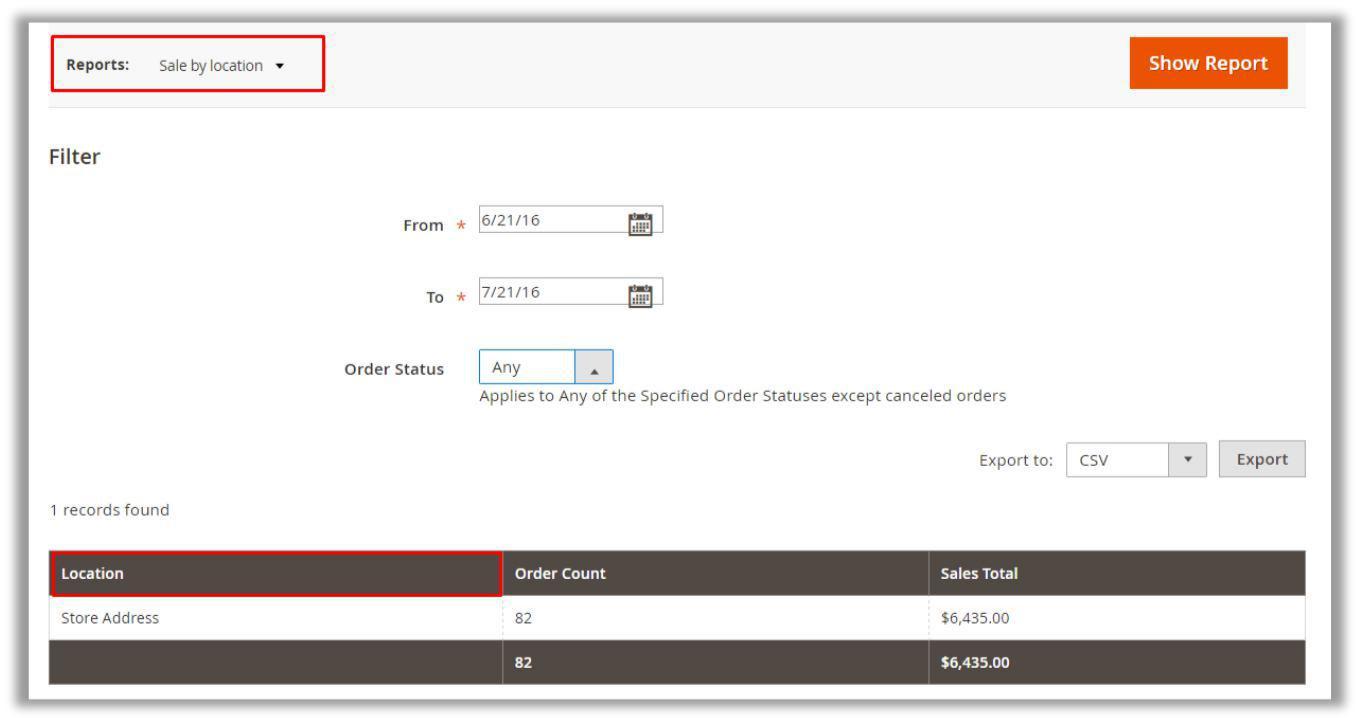 Reports: Sale by location
Show Report
Filter
From * 6/21/16
To * 7/21/16
Order Status Any
Applies to Any of the Specified Order Statuses except canceled orders
Export to: CSV Export
1 records found
Location Order Count Sales Total
Store Address 82 $6,435.00
82 $6,435.00